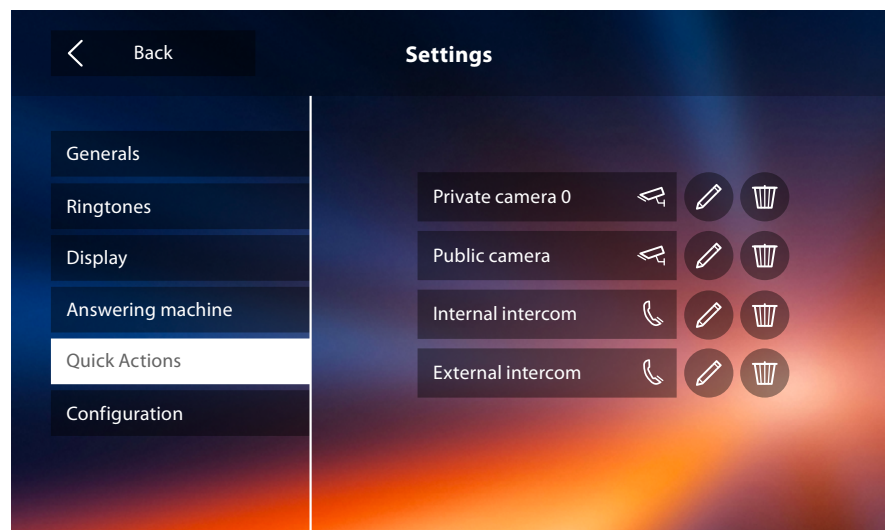 Back
Settings
Generals
Ringtones
Display
Answering machine
Quick Actions
Configuration
Private camera 0
Public camera
Internal intercom
External intercom